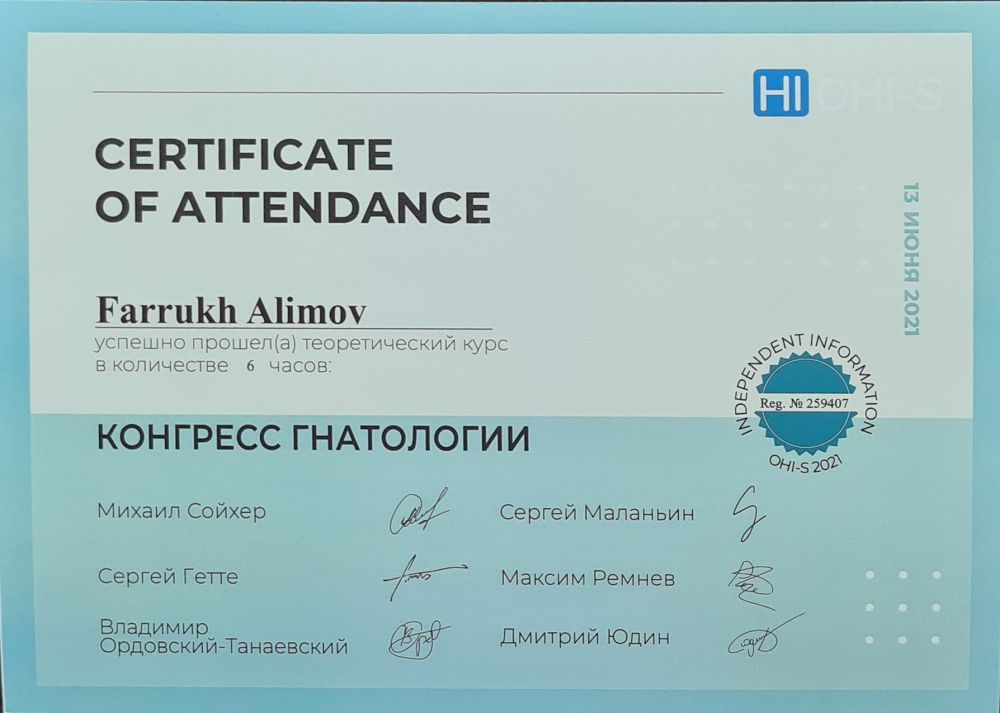 HI OHI-S
CERTIFICATE
OF ATTENDANCE
13 ИЮНЯ 2021
Farrukh Alimov
успешно прошел(а) теоретический курс
в количестве 6 часов:
INDEPENDENT INFORMATION
Reg. № 259407
OHI-S 2021
КОНГРЕСС ГНАТОЛОГИИ
Михаил Сойхер
Сергей Маланьин
Сергей Гетте
Максим Ремнев
Владимир
Ордовский-Танаевский
Дмитрий Юдин